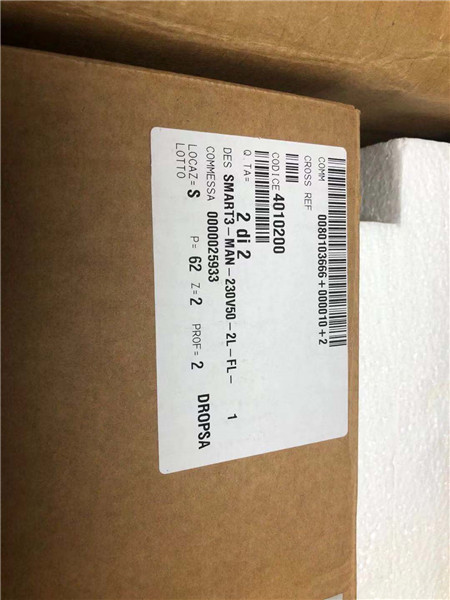 COMM 0080103666+000010+2
CROSS REF
CODICE 4010200
Q.TA= 2 di 2
DES SMART3-MAN-230V50-2L-FL- 1
COMMESSA 0000025933
LOCAZ= S P= 62 Z= 2 PROF= 2 DROPSA
LOTTO